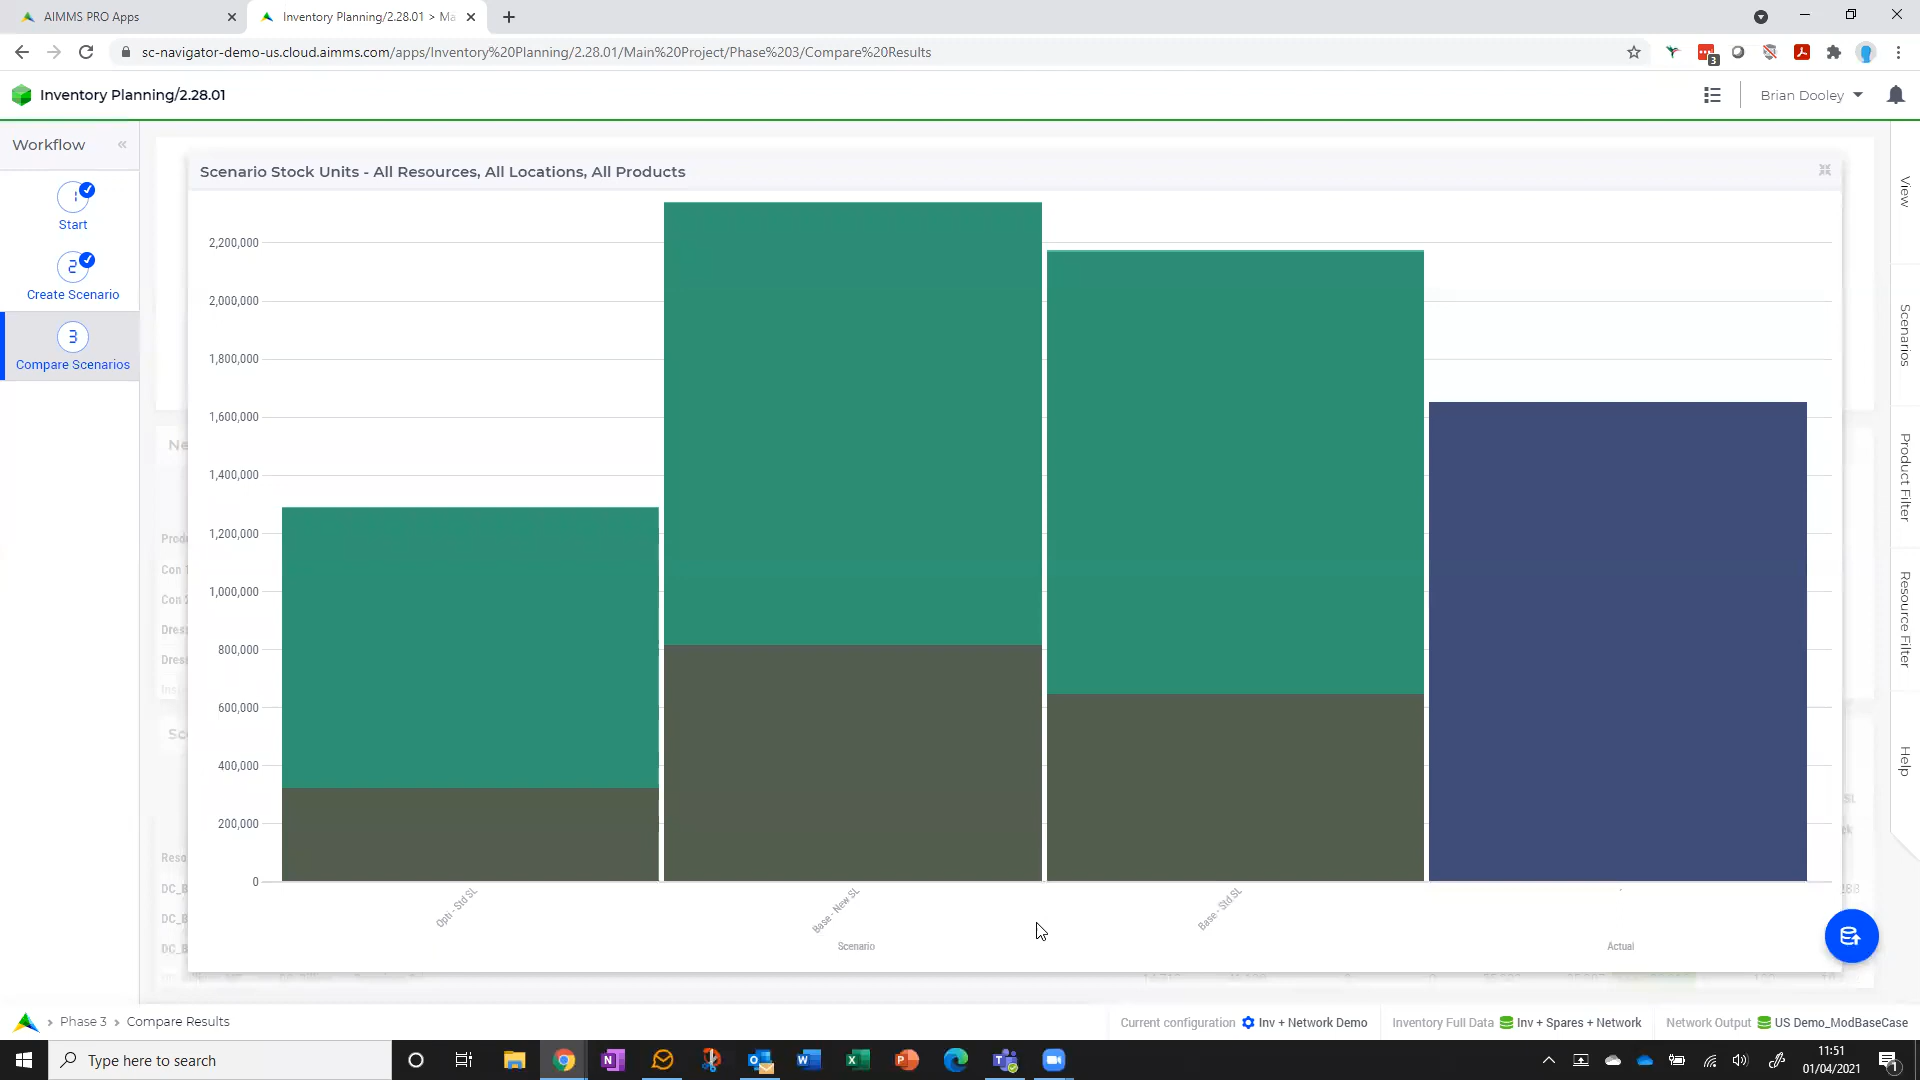 AIMMS PRO Apps
Inventory Planning/2.28.01 > Ma
sc-navigator-demo-us.cloud.aimms.com/apps/Inventory%20Planning/2.28.01/Main%20Project/Phase%203/Compare%20Results
3
Inventory Planning/2.28.01
Brian Dooley
Workflow
1
Start
2
Create Scenario
3
Compare Scenarios
Scenario Stock Units - All Resources, All Locations, All Products
2,200,000
2,000,000
1,800,000
1,600,000
1,400,000
1,200,000
1,000,000
800,000
600,000
400,000
200,000
0
Opti - Std SL
Base - New SL
Base - Std SL
Scenario
Actual
Con
Con
View
Scenarios
Product Filter
Resource Filter
Help
Phase 3
Compare Results
Current configuration Inv + Network Demo
Inventory Full Data Inv + Spares + Network
Network Output US Demo_ModBaseCase
Type here to search
11:51
01/04/2021
1